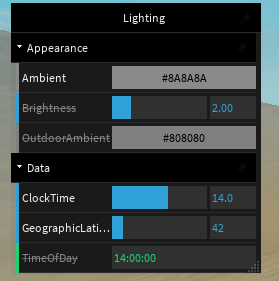 Lighting
Appearance
Ambient #8A8A8A
Brightness 2.00
OutdoorAmbient #808080
Data
ClockTime 14.0
GeographicLati... 42
TimeOfDay 14:00:00